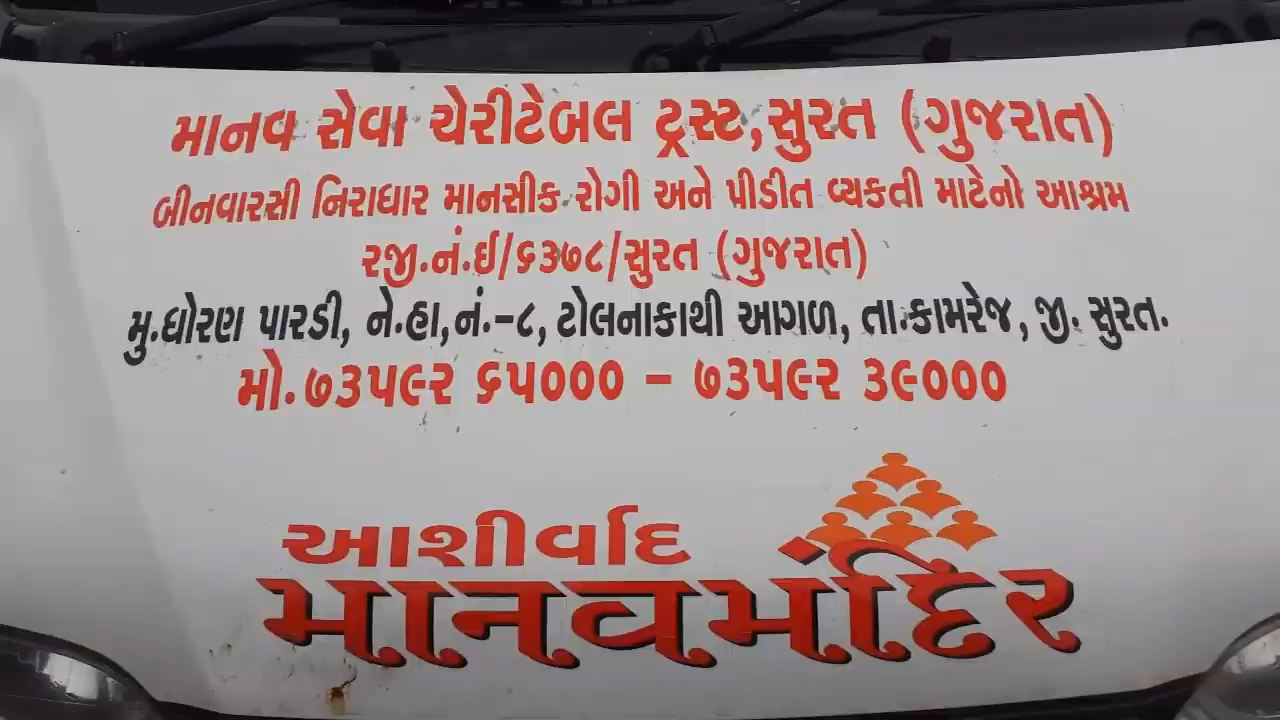 માનવ સેવા ચેરીટેબલ ટ્રસ્ટ,સુરત (ગુજરાત)
બીનવારસી નિરાધાર માનસીક રોગી અને પીડીત વ્યકતી માટેનો આશ્રમ
રજી.નં.ઈ/૬૩૭૮/સુરત (ગુજરાત)
મુ.ધોરણ પારડી, ને.હા,નં.-૮, ટોલનાકાથી આગળ, તા.કામરેજ, જી. સુરત.
મો.૭૩૫૯૨ ૬૫૦૦૦ - ૭૩૫૯૨ ૩૯૦૦૦
આશીર્વાદ
માનવમંદિર